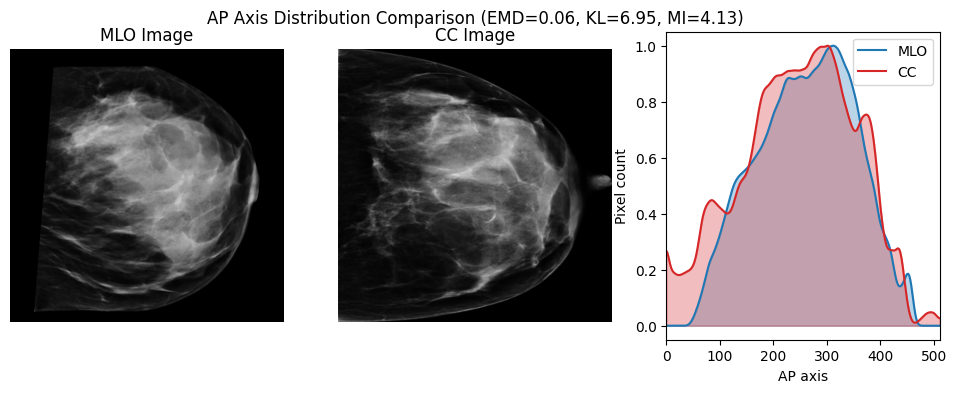 AP Axis Distribution Comparison (EMD=0.06, KL=6.95, MI=4.13)
MLO Image
CC Image
MLO
CC
Pixel count
1.0
0.8
0.6
0.4
0.2
0.0
0 100 200 300 400 500
AP axis